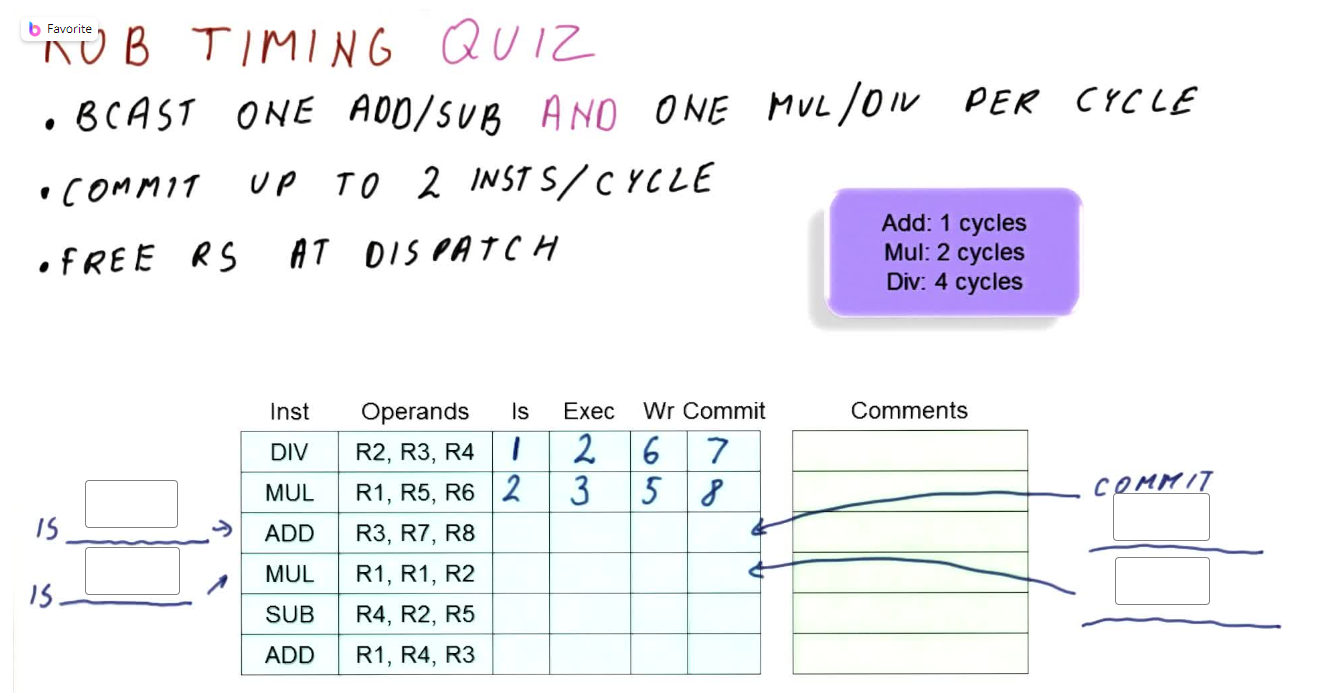 Favorite
ROB TIMING QUIZ
• BCAST ONE ADD/SUB AND ONE MUL/DIV PER CYCLE
• COMMIT UP TO 2 INSTS/CYCLE
• FREE RS AT DISPATCH
Add: 1 cycles
Mul: 2 cycles
Div: 4 cycles
Inst Operands Is Exec Wr Commit Comments
DIV R2, R3, R4 1 2 6 7
MUL R1, R5, R6 2 3 5 8 COMMIT
IS ADD R3, R7, R8
IS MUL R1, R1, R2
SUB R4, R2, R5
ADD R1, R4, R3